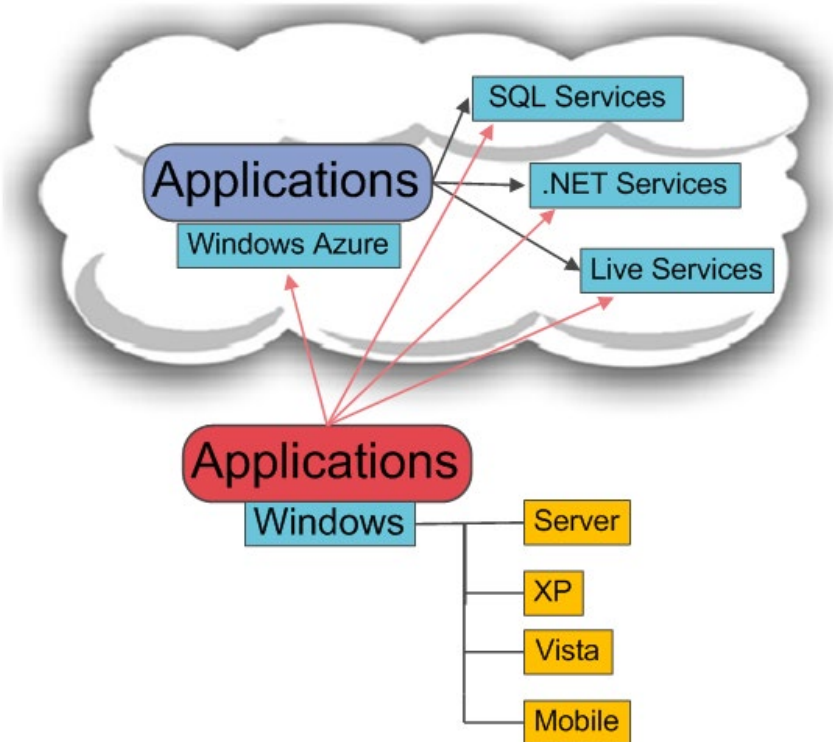 SQL Services
Applications
.NET Services
Windows Azure
Live Services
Applications
Windows
Server
XP
Vista
Mobile